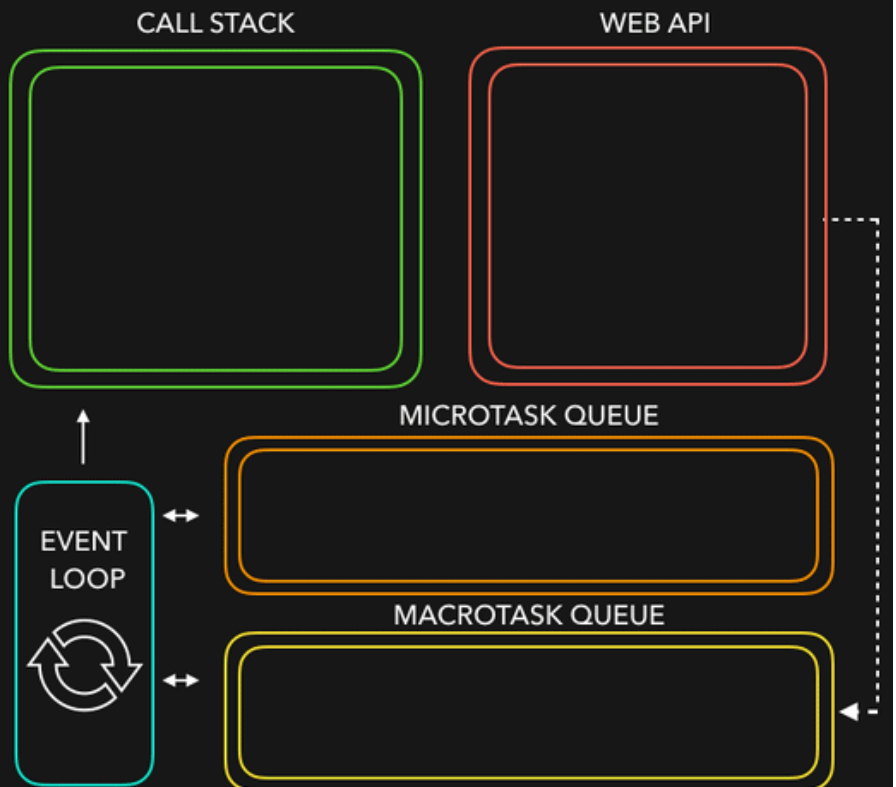 CALL STACK
WEB API
MICROTASK QUEUE
EVENT
LOOP
MACROTASK QUEUE